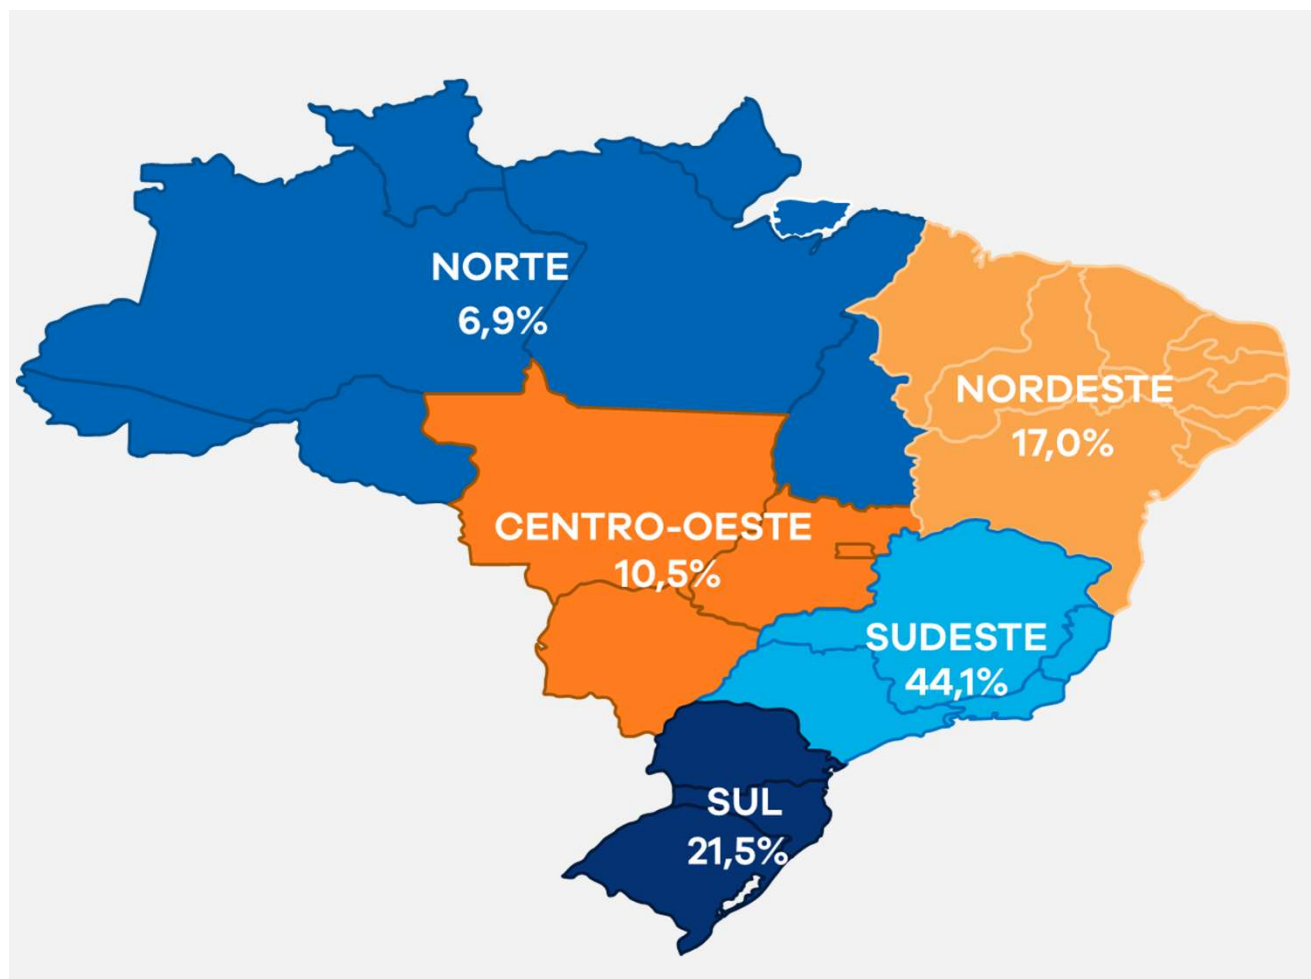 NORTE
6,9%
NORDESTE
17,0%
CENTRO-OESTE
10,5%
SUDESTE
44,1%
SUL
21,5%